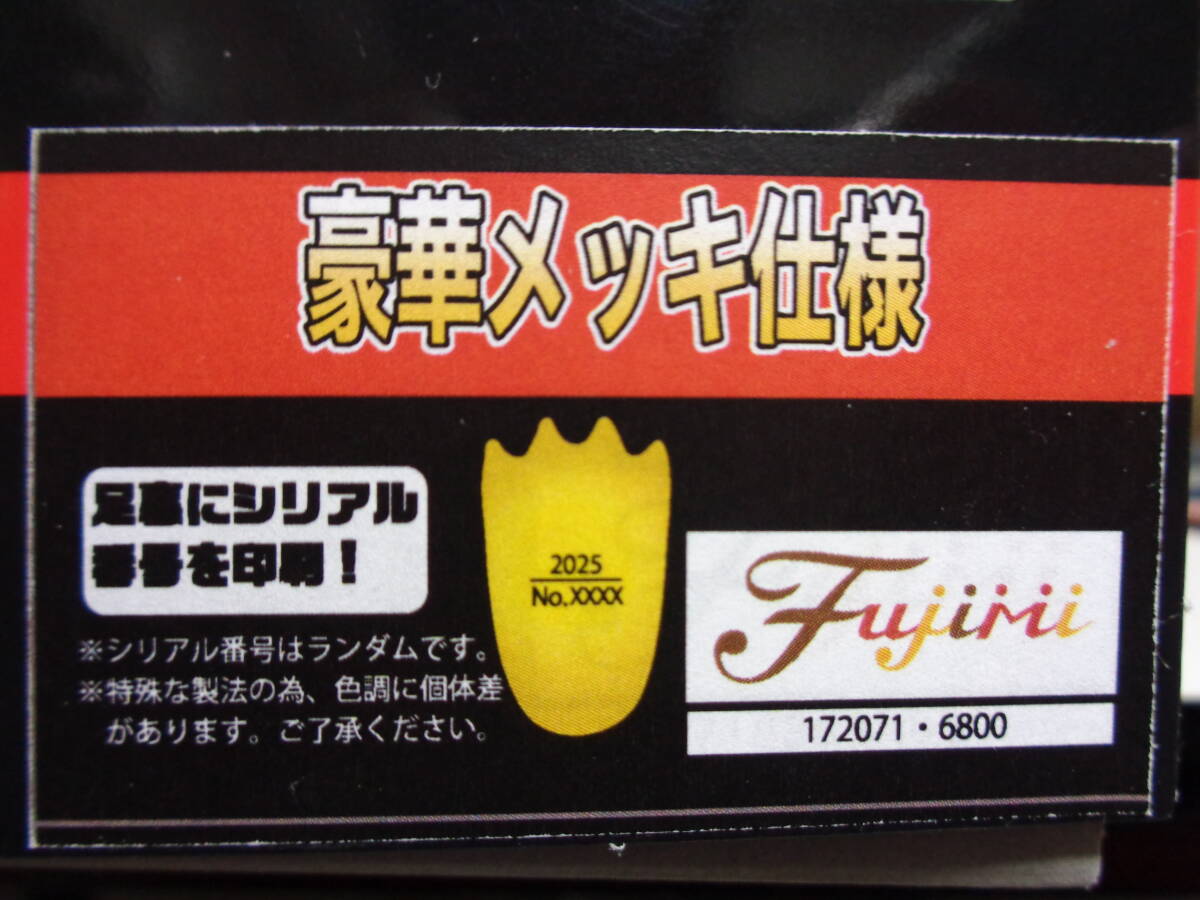 豪華メッキ仕様
足裏にシリアル
番号を印刷！
2025
No.XXXX
※シリアル番号はランダムです。
※特殊な製法の為、色調に個体差
があります。ご了承ください。
Fujimi
172071・6800